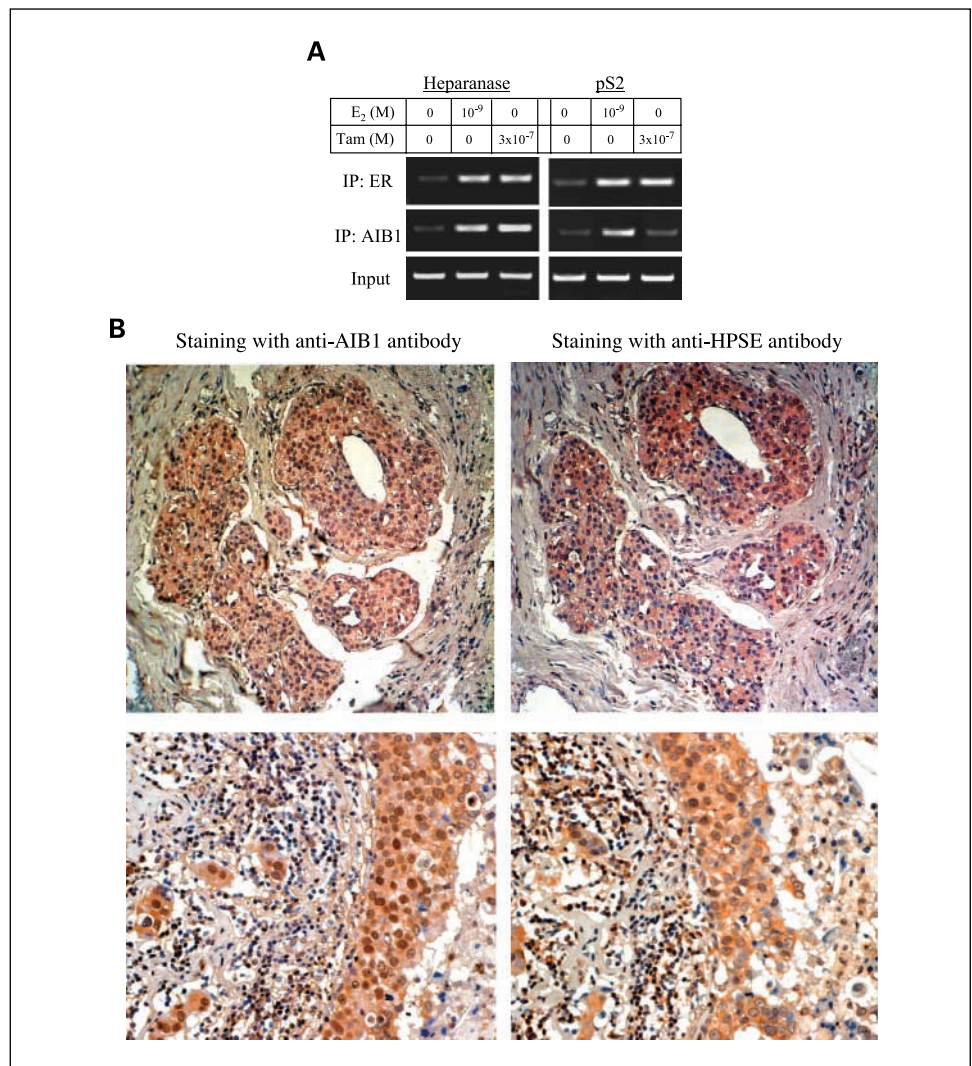 A
Heparanase pS2
E₂ (M) 0 10⁻⁹ 0 0 10⁻⁹ 0
Tam (M) 0 0 3x10⁻⁷ 0 0 3x10⁻⁷
IP: ER
IP: AIB1
Input
B
Staining with anti-AIB1 antibody Staining with anti-HPSE antibody